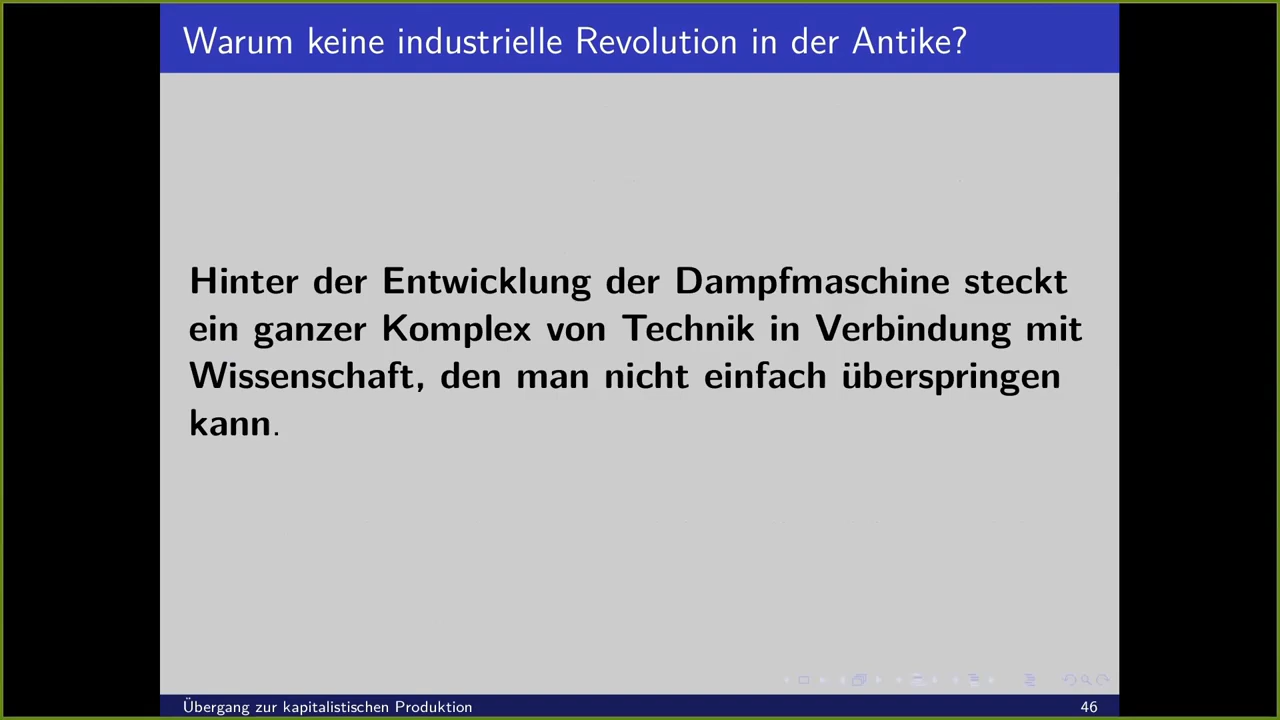 Warum keine industrielle Revolution in der Antike?
Hinter der Entwicklung der Dampfmaschine steckt
ein ganzer Komplex von Technik in Verbindung mit
Wissenschaft, den man nicht einfach überspringen
kann.
Übergang zur kapitalistischen Produktion
46